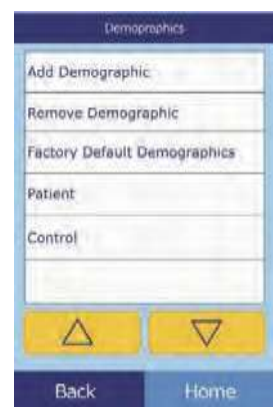 Demographics
Add Demographic
Remove Demographic
Factory Default Demographics
Patient
Control
Back
Home